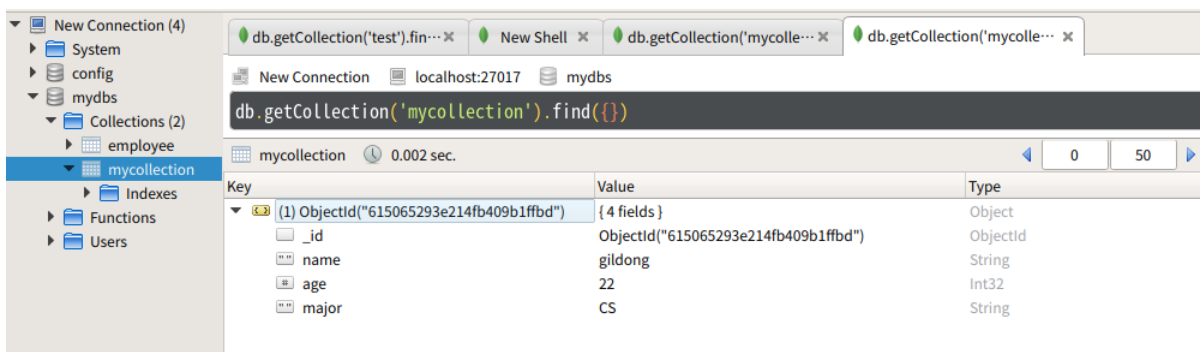 New Connection (4)
System
config
mydbs
Collections (2)
employee
mycollection
Indexes
Functions
Users
db.getCollection('test').fin⋯ ×
New Shell ×
db.getCollection('mycolle⋯ ×
db.getCollection('mycolle⋯ ×
New Connection localhost:27017 mydbs
db.getCollection('mycollection').find({})
mycollection 0.002 sec. 0 50
Key Value Type
(1) ObjectId("615065293e214fb409b1ffbd") { 4 fields } Object
_id ObjectId("615065293e214fb409b1ffbd") ObjectId
"" name gildong String
# age 22 Int32
"" major CS String